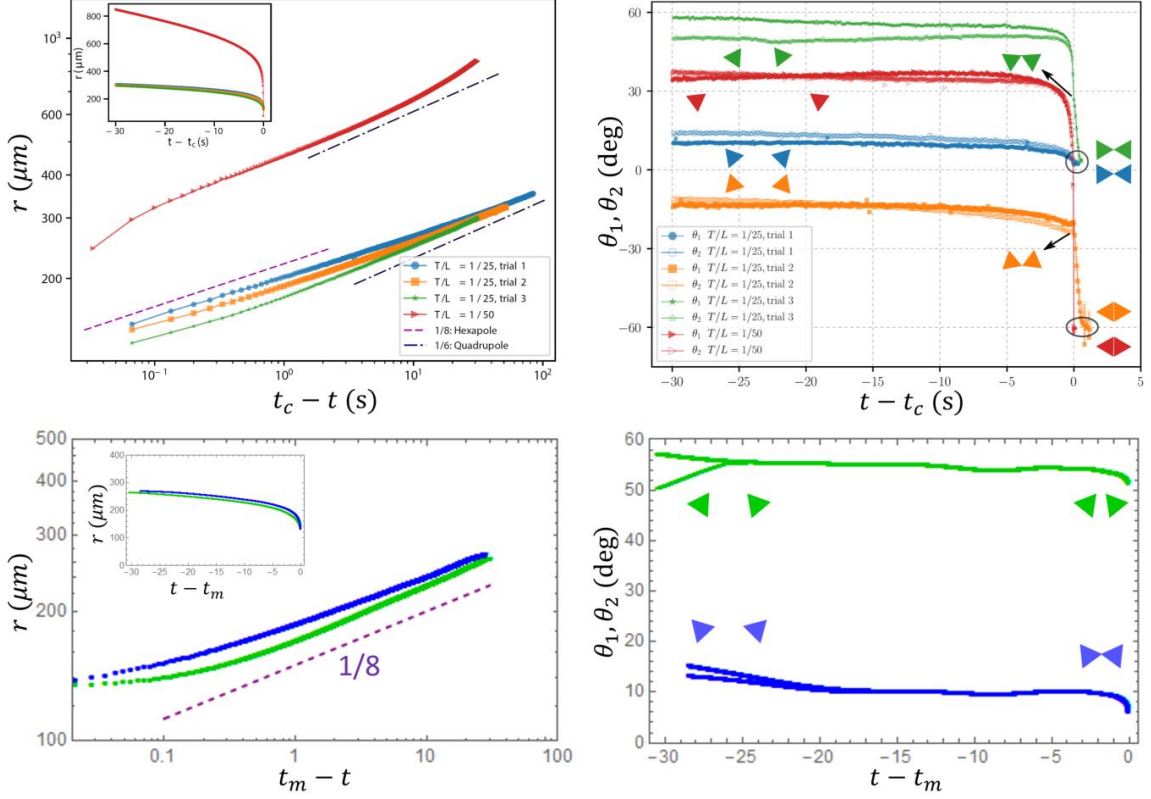 r (μm)
10³
600
400
300
200
10⁻¹
10⁰
10¹
10²
t_c − t (s)
r (μm)
800
600
400
200
−30
−20
−10
0
t − t_c (s)
T/L = 1 / 25, trial 1
T/L = 1 / 25, trial 2
T/L = 1 / 25, trial 3
T/L = 1 / 50
1/8: Hexapole
1/6: Quadrupole
θ₁, θ₂ (deg)
60
30
0
−30
−60
−30
−25
−20
−15
−10
−5
0
5
t − t_c (s)
θ₁ T/L = 1/25, trial 1
θ₂ T/L = 1/25, trial 1
θ₁ T/L = 1/25, trial 2
θ₂ T/L = 1/25, trial 2
θ₁ T/L = 1/25, trial 3
θ₂ T/L = 1/25, trial 3
θ₁ T/L = 1/50
θ₂ T/L = 1/50
r (μm)
500
400
300
200
100
0.1
1
10
100
t_m − t
1/8
r (μm)
400
300
200
100
0
−30
−25
−20
−15
−10
−5
0
t − t_m
θ₁, θ₂ (deg)
60
50
40
30
20
10
0
−30
−25
−20
−15
−10
−5
0
t − t_m